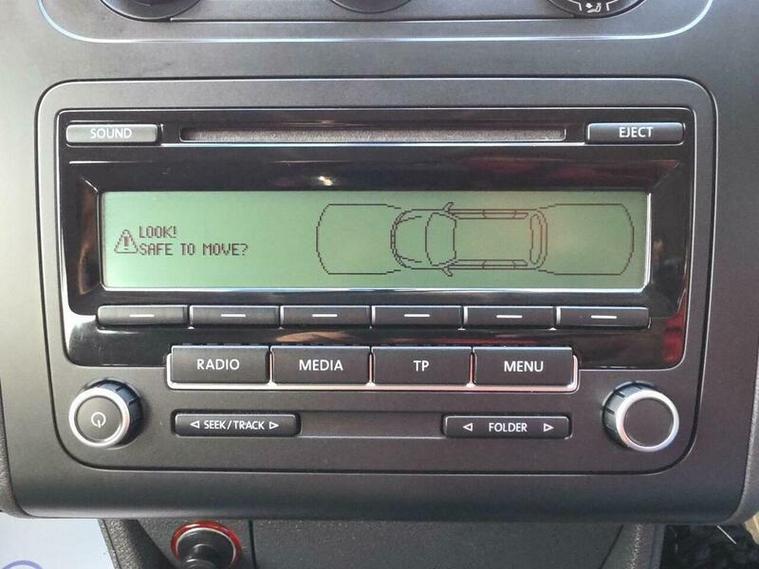 SOUND
EJECT
LOOK!
SAFE TO MOVE?
RADIO
MEDIA
TP
MENU
SEEK/TRACK
FOLDER